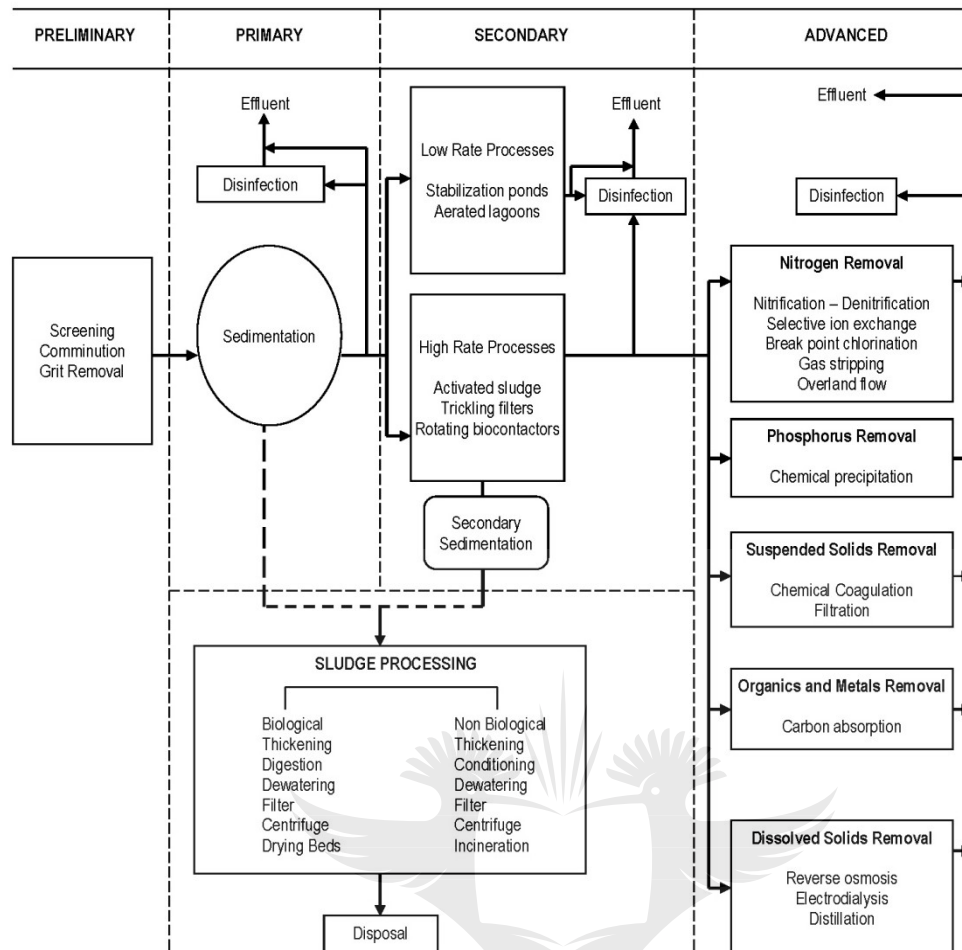 PRELIMINARY
PRIMARY
SECONDARY
ADVANCED
Screening
Comminution
Grit Removal
Effluent
Disinfection
Sedimentation
Low Rate Processes
Stabilization ponds
Aerated lagoons
Effluent
Disinfection
High Rate Processes
Activated sludge
Trickling filters
Rotating biocontactors
Secondary
Sedimentation
Effluent
Disinfection
Nitrogen Removal
Nitrification – Denitrification
Selective ion exchange
Break point chlorination
Gas stripping
Overland flow
Phosphorus Removal
Chemical precipitation
Suspended Solids Removal
Chemical Coagulation
Filtration
Organics and Metals Removal
Carbon absorption
Dissolved Solids Removal
Reverse osmosis
Electrodialysis
Distillation
SLUDGE PROCESSING
Biological
Thickening
Digestion
Dewatering
Filter
Centrifuge
Drying Beds
Non Biological
Thickening
Conditioning
Dewatering
Filter
Centrifuge
Incineration
Disposal